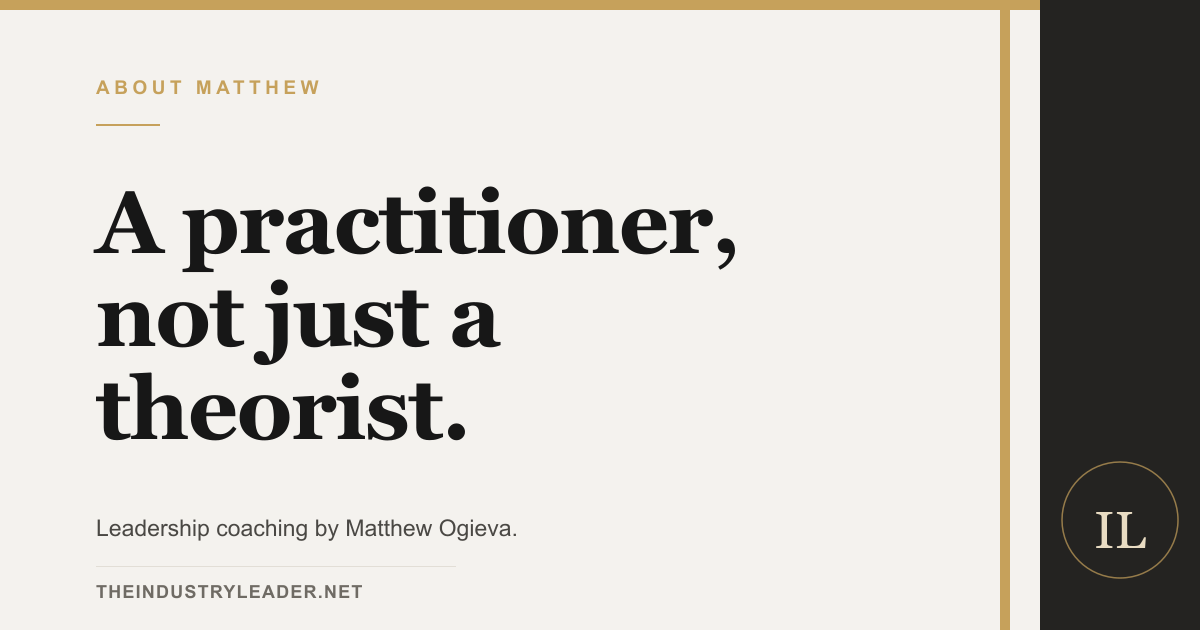 ABOUT MATTHEW
A practitioner,
not just a
theorist.
Leadership coaching by Matthew Ogieva.
THEINDUSTRYLEADER.NET
IL